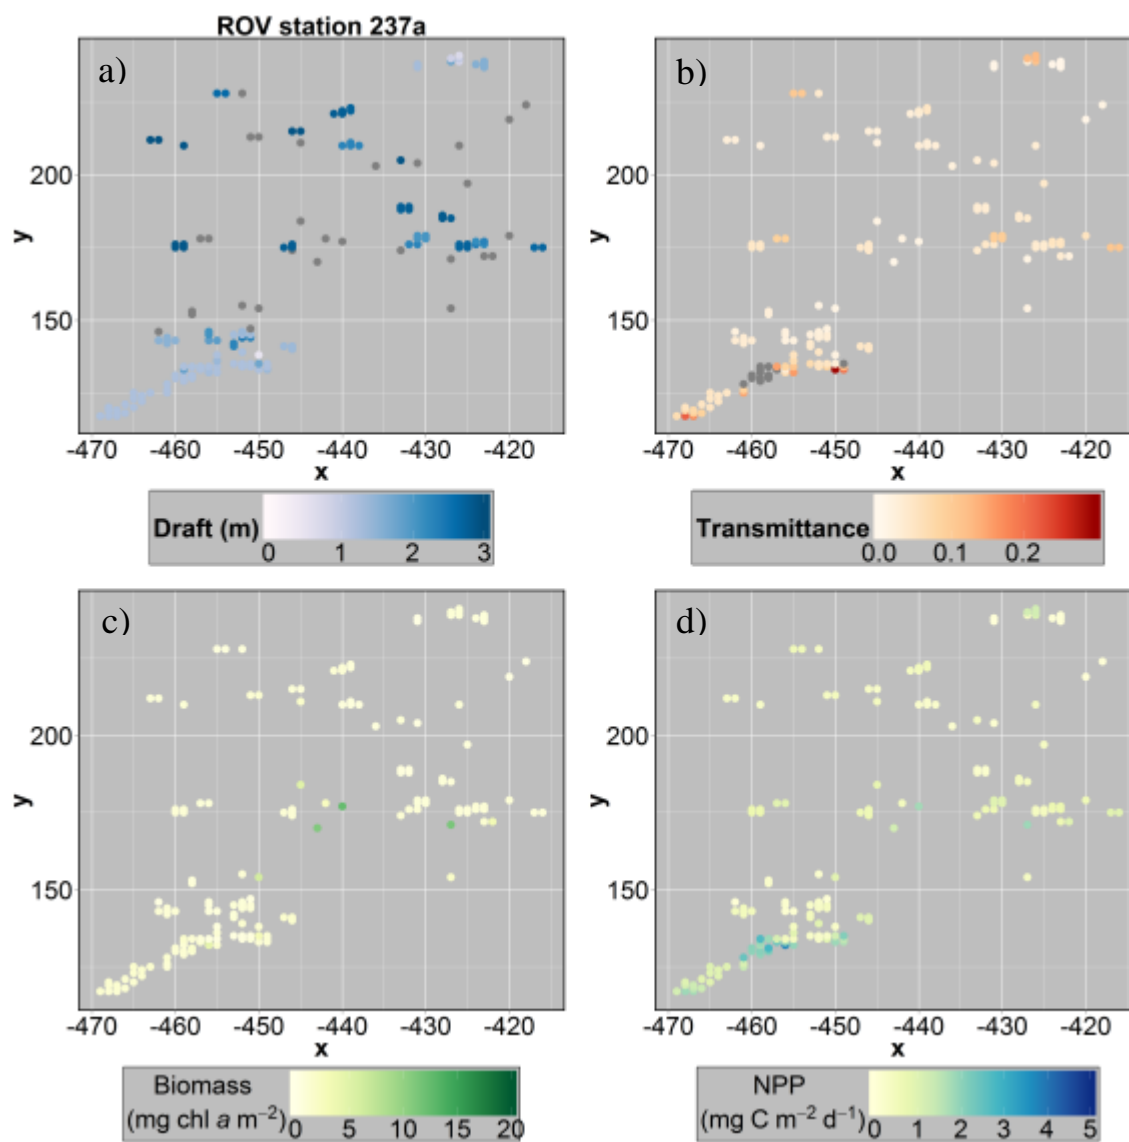 ROV station 237a
a)
b)
y
200
150
-470 -460 -450 -440 -430 -420
x
y
200
150
-470 -460 -450 -440 -430 -420
x
Draft (m)
0 1 2 3
Transmittance
0.0 0.1 0.2
c)
d)
y
200
150
-470 -460 -450 -440 -430 -420
x
y
200
150
-470 -460 -450 -440 -430 -420
x
Biomass
(mg chl a m⁻²)
0 5 10 15 20
NPP
(mg C m⁻² d⁻¹)
0 1 2 3 4 5